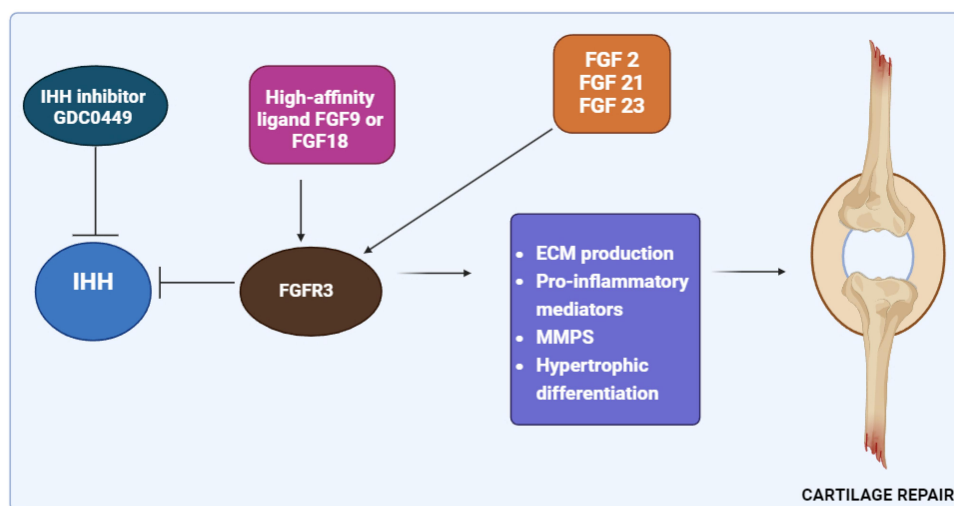 IHH inhibitor
GDC0449
High-affinity
ligand FGF9 or
FGF18
FGF 2
FGF 21
FGF 23
IHH
FGFR3
• ECM production
• Pro-inflammatory
mediators
• MMPS
• Hypertrophic
differentiation
CARTILAGE REPAIR